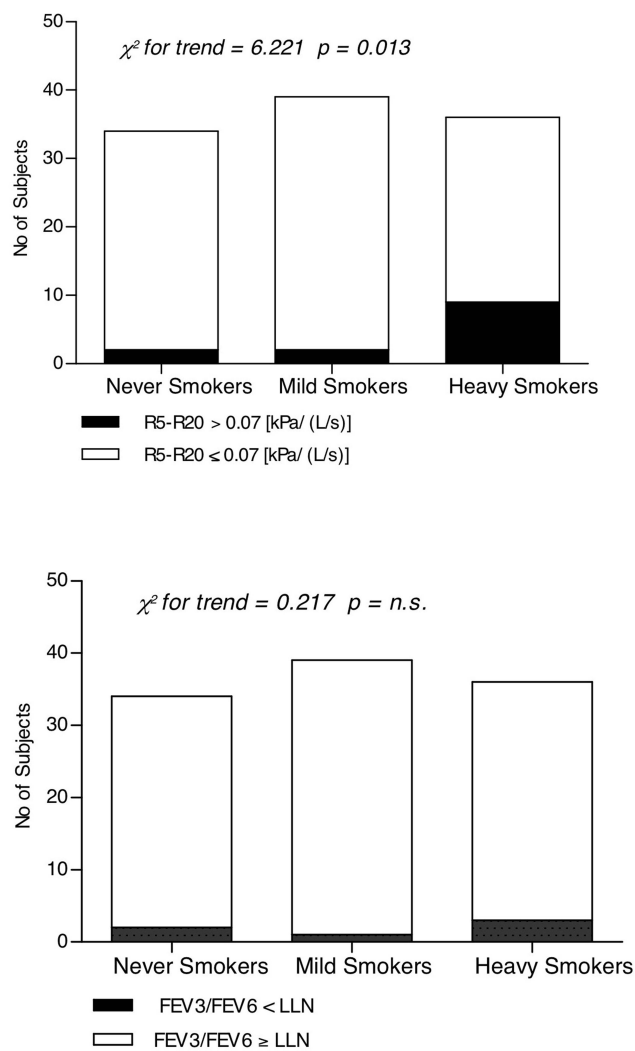 50
χ² for trend = 6.221 p = 0.013
40
30
No of Subjects
20
10
0
Never Smokers Mild Smokers Heavy Smokers
R5-R20 > 0.07 [kPa/ (L/s)]
R5-R20 ≤ 0.07 [kPa/ (L/s)]
50
χ² for trend = 0.217 p = n.s.
40
30
No of Subjects
20
10
0
Never Smokers Mild Smokers Heavy Smokers
FEV3/FEV6 < LLN
FEV3/FEV6 ≥ LLN